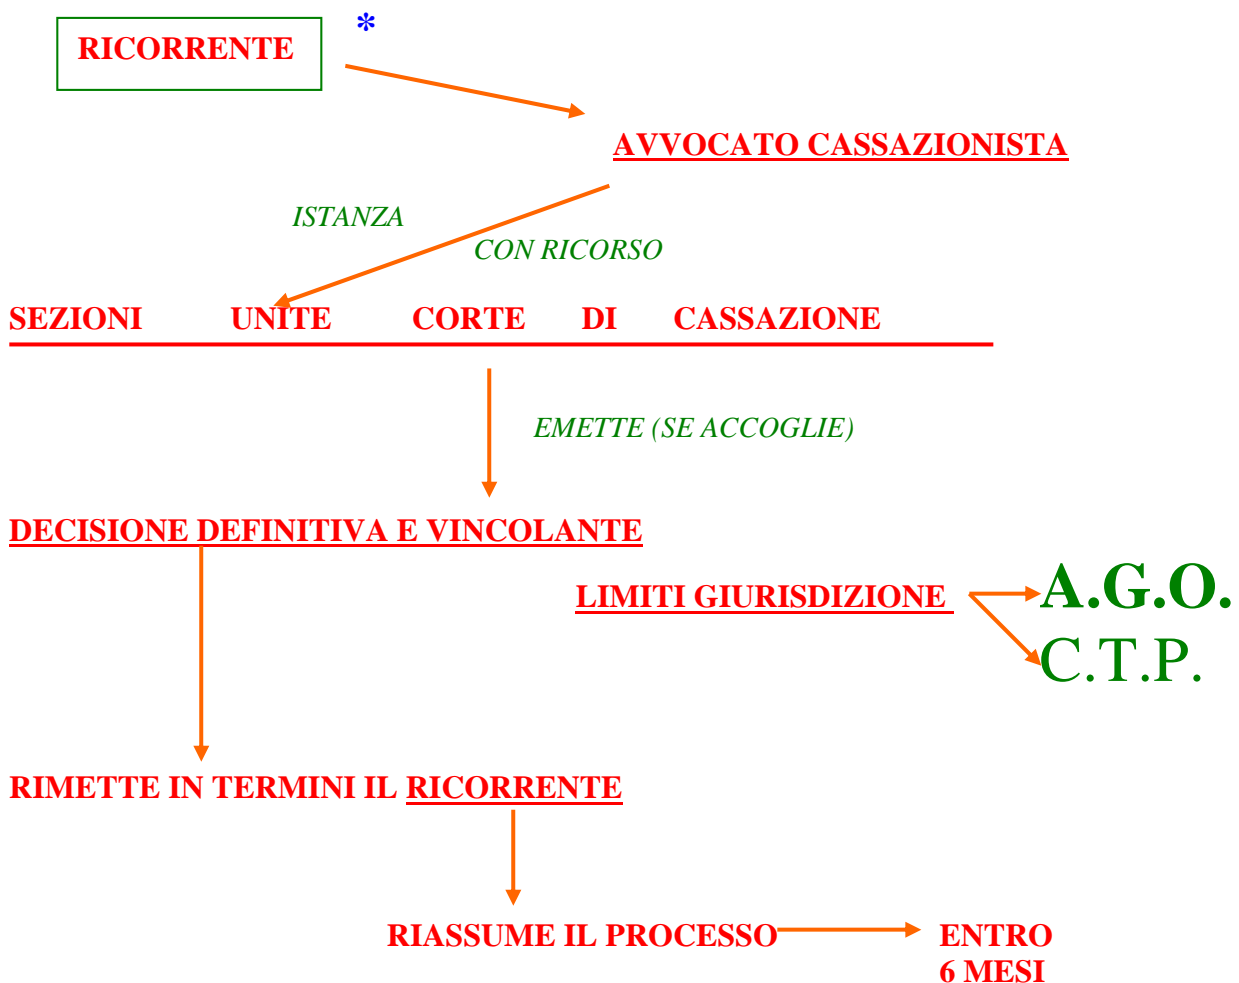 RICORRENTE *
AVVOCATO CASSAZIONISTA
ISTANZA
CON RICORSO
SEZIONI UNITE CORTE DI CASSAZIONE
EMETTE (SE ACCOGLIE)
DECISIONE DEFINITIVA E VINCOLANTE
LIMITI GIURISDIZIONE
A.G.O.
C.T.P.
RIMETTE IN TERMINI IL RICORRENTE
RIASSUME IL PROCESSO
ENTRO
6 MESI